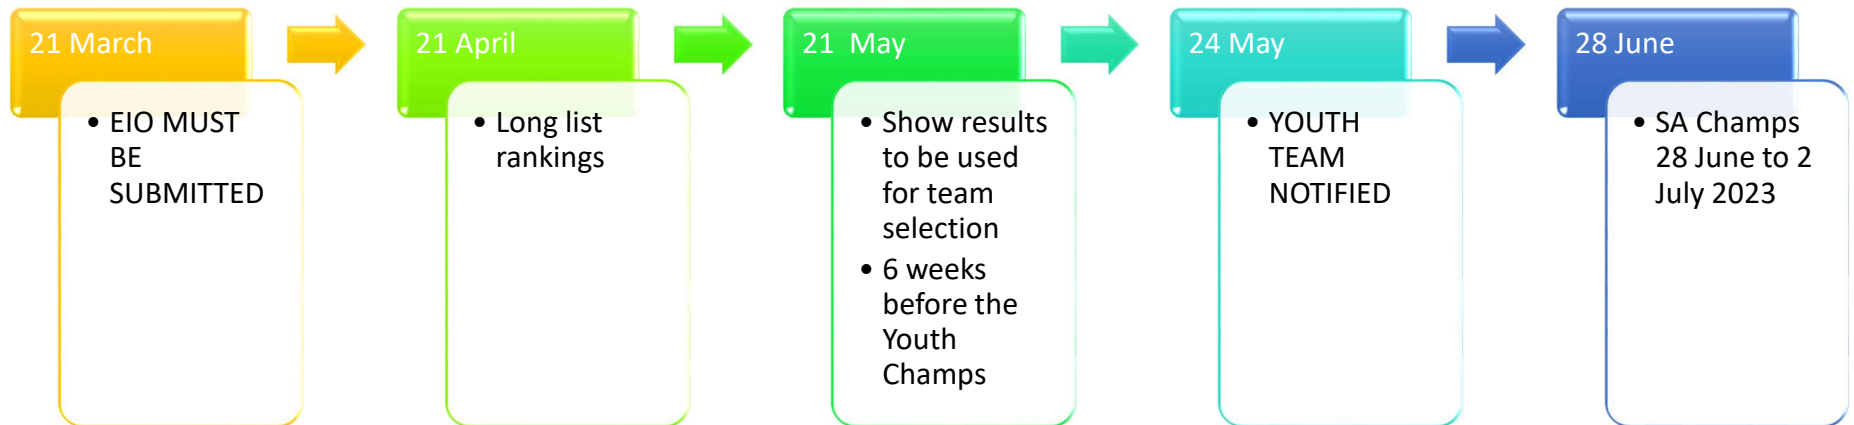 21 March
• EIO MUST
BE
SUBMITTED
21 April
• Long list
rankings
21  May
• Show results
to be used
for team
selection
• 6 weeks
before the
Youth
Champs
24 May
• YOUTH
TEAM
NOTIFIED
28 June
• SA Champs
28 June to 2
July 2023